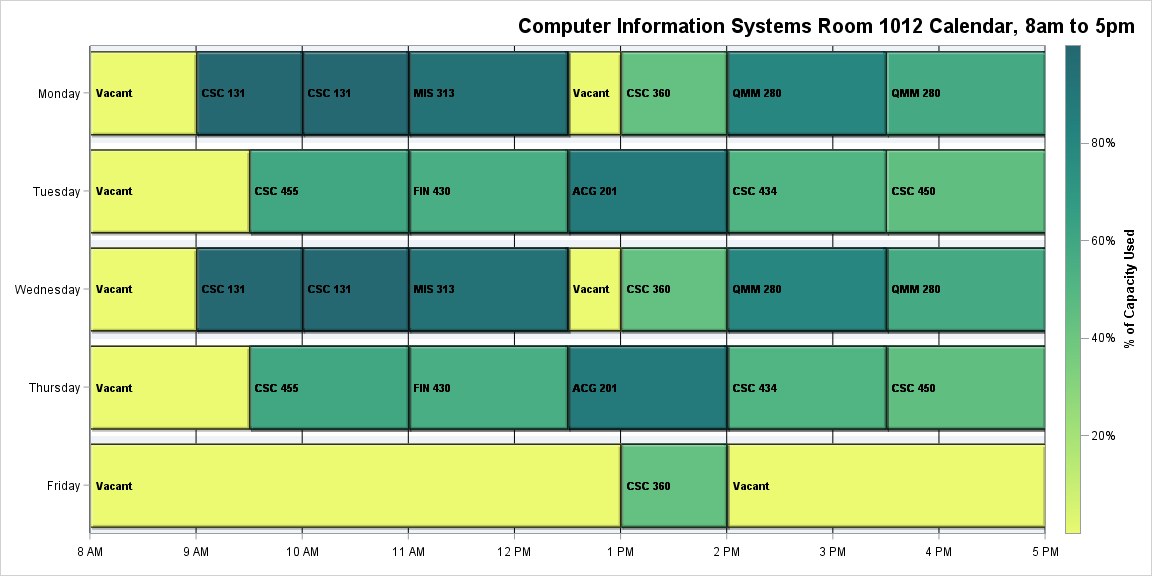 Computer Information Systems Room 1012 Calendar, 8am to 5pm
Monday
Vacant
CSC 131
CSC 131
MIS 313
Vacant
CSC 360
QMM 280
QMM 280
Tuesday
Vacant
CSC 455
FIN 430
ACG 201
CSC 434
CSC 450
Wednesday
Vacant
CSC 131
CSC 131
MIS 313
Vacant
CSC 360
QMM 280
QMM 280
Thursday
Vacant
CSC 455
FIN 430
ACG 201
CSC 434
CSC 450
Friday
Vacant
CSC 360
Vacant
8 AM
9 AM
10 AM
11 AM
12 PM
1 PM
2 PM
3 PM
4 PM
5 PM
80%
60%
40%
20%
% of Capacity Used